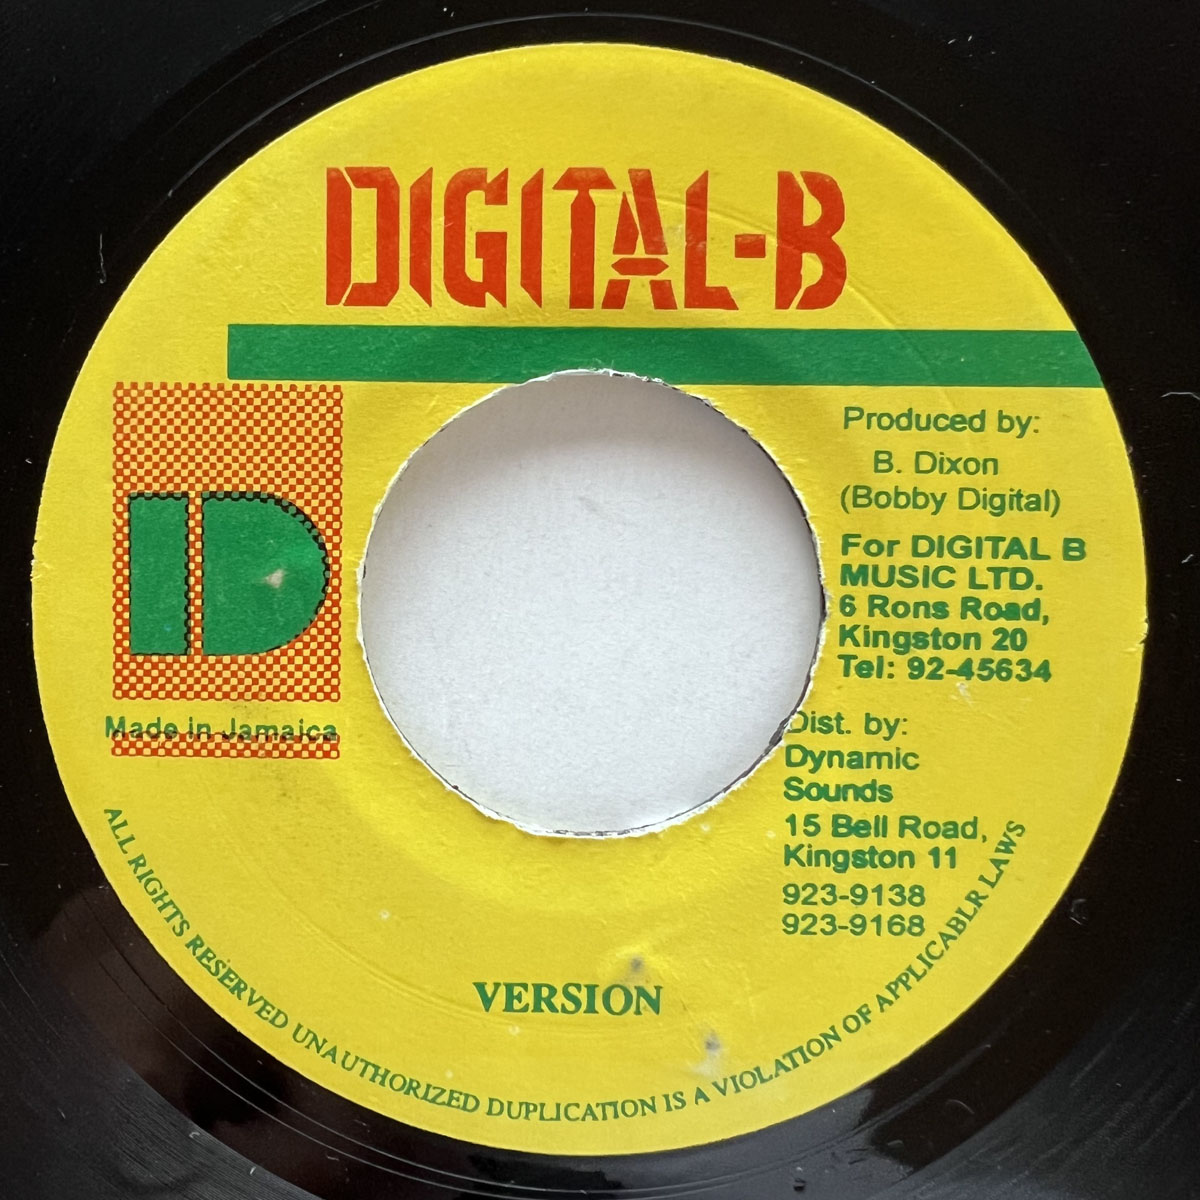 DIGITAL-B
Produced by:
B. Dixon
(Bobby Digital)
For DIGITAL B
MUSIC LTD.
6 Rons Road,
Kingston 20
Tel: 92-45634
D
Made in Jamaica
Dist. by:
Dynamic
Sounds
15 Bell Road,
Kingston 11
923-9138
923-9168
VERSION
ALL RIGHTS RESERVED UNAUTHORIZED DUPLICATION IS A VIOLATION OF APPLICABLR LAWS